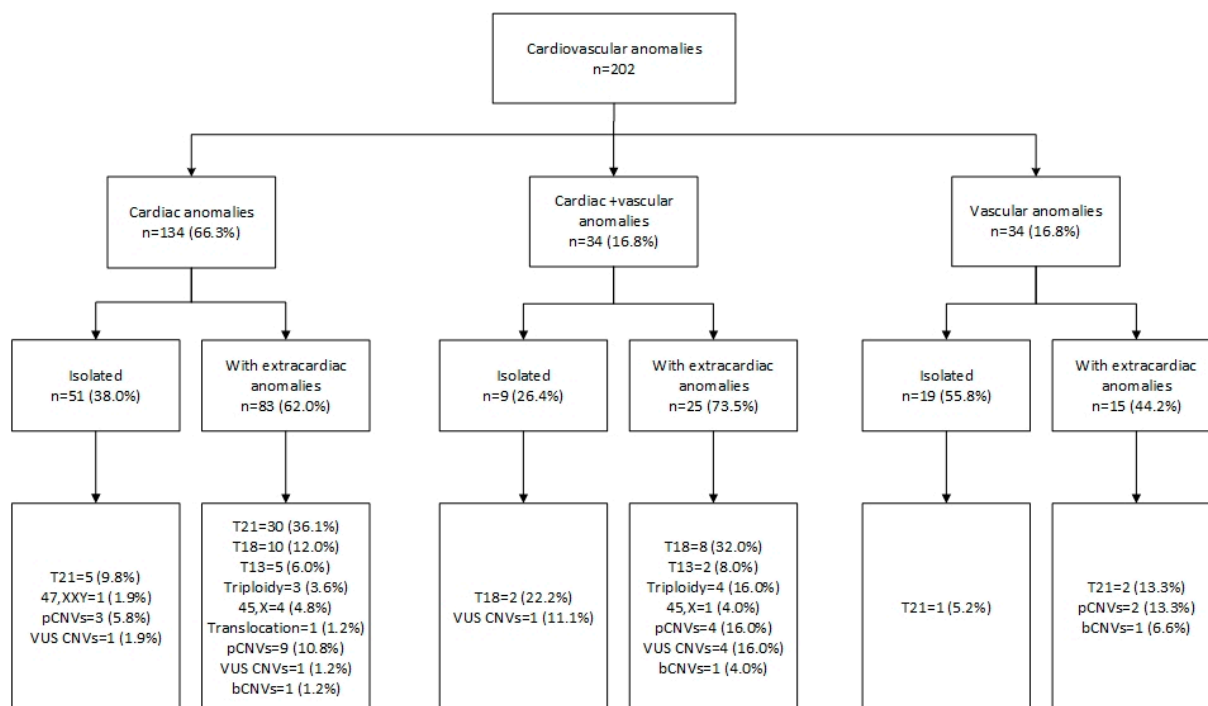 Cardiovascular anomalies
n=202
Cardiac anomalies
n=134 (66.3%)
Cardiac +vascular
anomalies
n=34 (16.8%)
Vascular anomalies
n=34 (16.8%)
Isolated
n=51 (38.0%)
With extracardiac
anomalies
n=83 (62.0%)
Isolated
n=9 (26.4%)
With extracardiac
anomalies
n=25 (73.5%)
Isolated
n=19 (55.8%)
With extracardiac
anomalies
n=15 (44.2%)
T21=5 (9.8%)
47,XXY=1 (1.9%)
pCNVs=3 (5.8%)
VUS CNVs=1 (1.9%)
T21=30 (36.1%)
T18=10 (12.0%)
T13=5 (6.0%)
Triploidy=3 (3.6%)
45,X=4 (4.8%)
Translocation=1 (1.2%)
pCNVs=9 (10.8%)
VUS CNVs=1 (1.2%)
bCNVs=1 (1.2%)
T18=2 (22.2%)
VUS CNVs=1 (11.1%)
T18=8 (32.0%)
T13=2 (8.0%)
Triploidy=4 (16.0%)
45,X=1 (4.0%)
pCNVs=4 (16.0%)
VUS CNVs=4 (16.0%)
bCNVs=1 (4.0%)
T21=1 (5.2%)
T21=2 (13.3%)
pCNVs=2 (13.3%)
bCNVs=1 (6.6%)